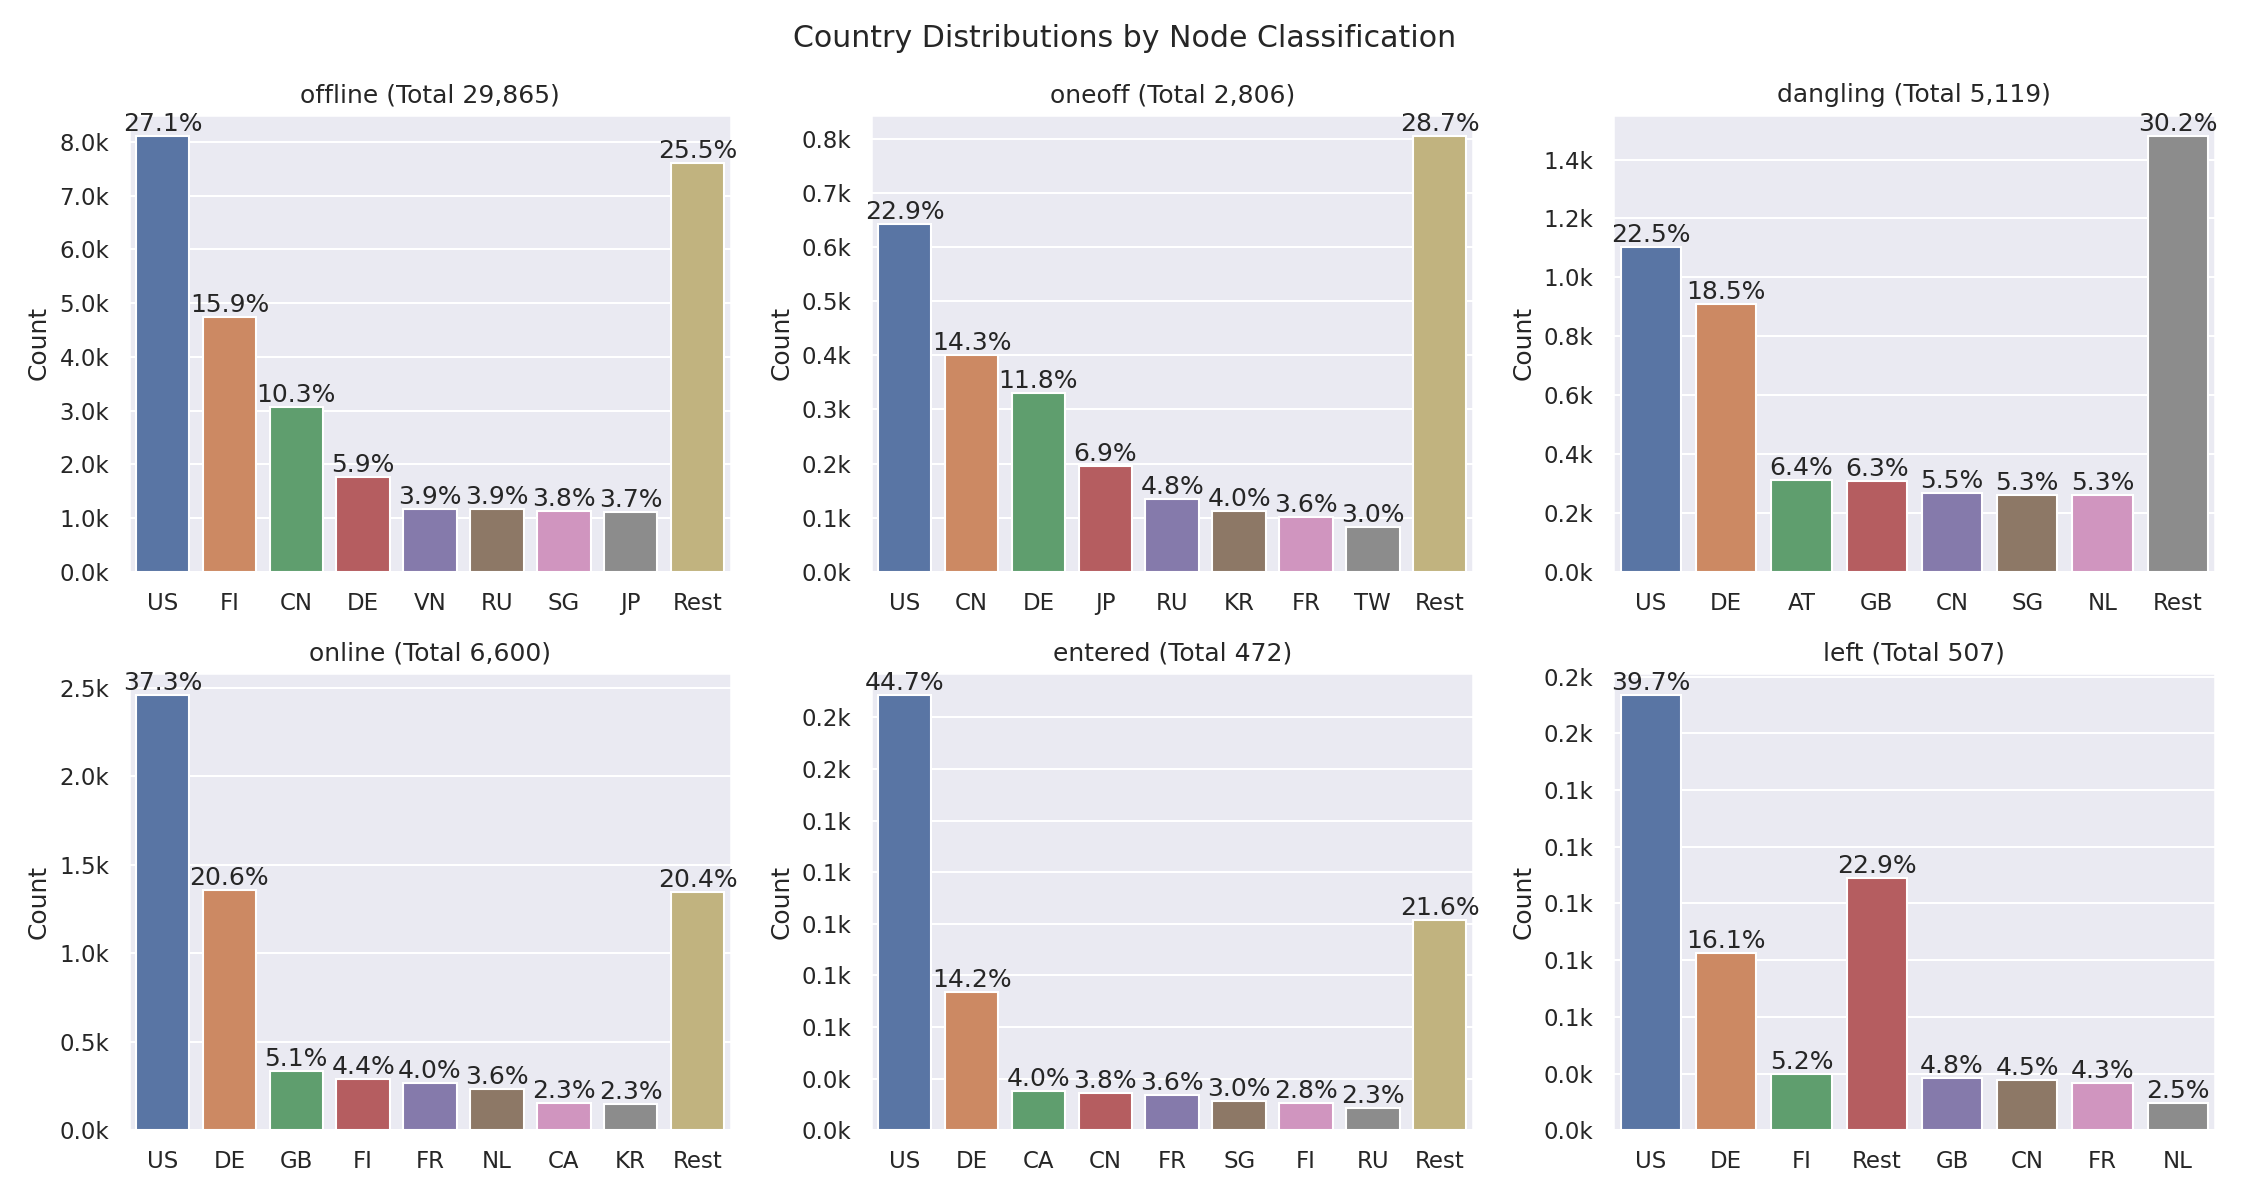 Country Distributions by Node Classification
offline (Total 29,865)
Count
8.0k
7.0k
6.0k
5.0k
4.0k
3.0k
2.0k
1.0k
0.0k
27.1%
15.9%
10.3%
5.9%
3.9%
3.9%
3.8%
3.7%
25.5%
US FI CN DE VN RU SG JP Rest
oneoff (Total 2,806)
Count
0.8k
0.7k
0.6k
0.5k
0.4k
0.3k
0.2k
0.1k
0.0k
22.9%
14.3%
11.8%
6.9%
4.8%
4.0%
3.6%
3.0%
28.7%
US CN DE JP RU KR FR TW Rest
dangling (Total 5,119)
Count
1.4k
1.2k
1.0k
0.8k
0.6k
0.4k
0.2k
0.0k
22.5%
18.5%
6.4%
6.3%
5.5%
5.3%
5.3%
30.2%
US DE AT GB CN SG NL Rest
online (Total 6,600)
Count
2.5k
2.0k
1.5k
1.0k
0.5k
0.0k
37.3%
20.6%
5.1%
4.4%
4.0%
3.6%
2.3%
2.3%
20.4%
US DE GB FI FR NL CA KR Rest
entered (Total 472)
Count
0.2k
0.2k
0.1k
0.1k
0.1k
0.1k
0.1k
0.0k
0.0k
44.7%
14.2%
4.0%
3.8%
3.6%
3.0%
2.8%
2.3%
21.6%
US DE CA CN FR SG FI RU Rest
left (Total 507)
Count
0.2k
0.2k
0.1k
0.1k
0.1k
0.1k
0.1k
0.0k
0.0k
39.7%
16.1%
5.2%
22.9%
4.8%
4.5%
4.3%
2.5%
US DE FI Rest GB CN FR NL